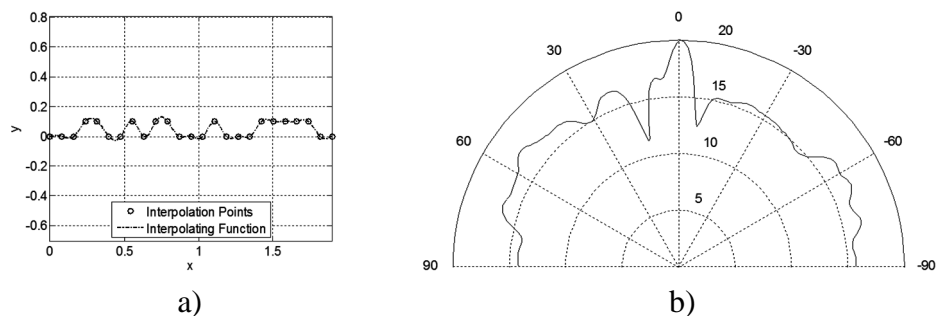 0.8
0.6
0.4
0.2
0
-0.2
-0.4
-0.6
y
Interpolation Points
Interpolating Function
0 0.5 1 1.5
x
a)
0
30 20 -30
15
60 10 -60
5
90 -90
b)